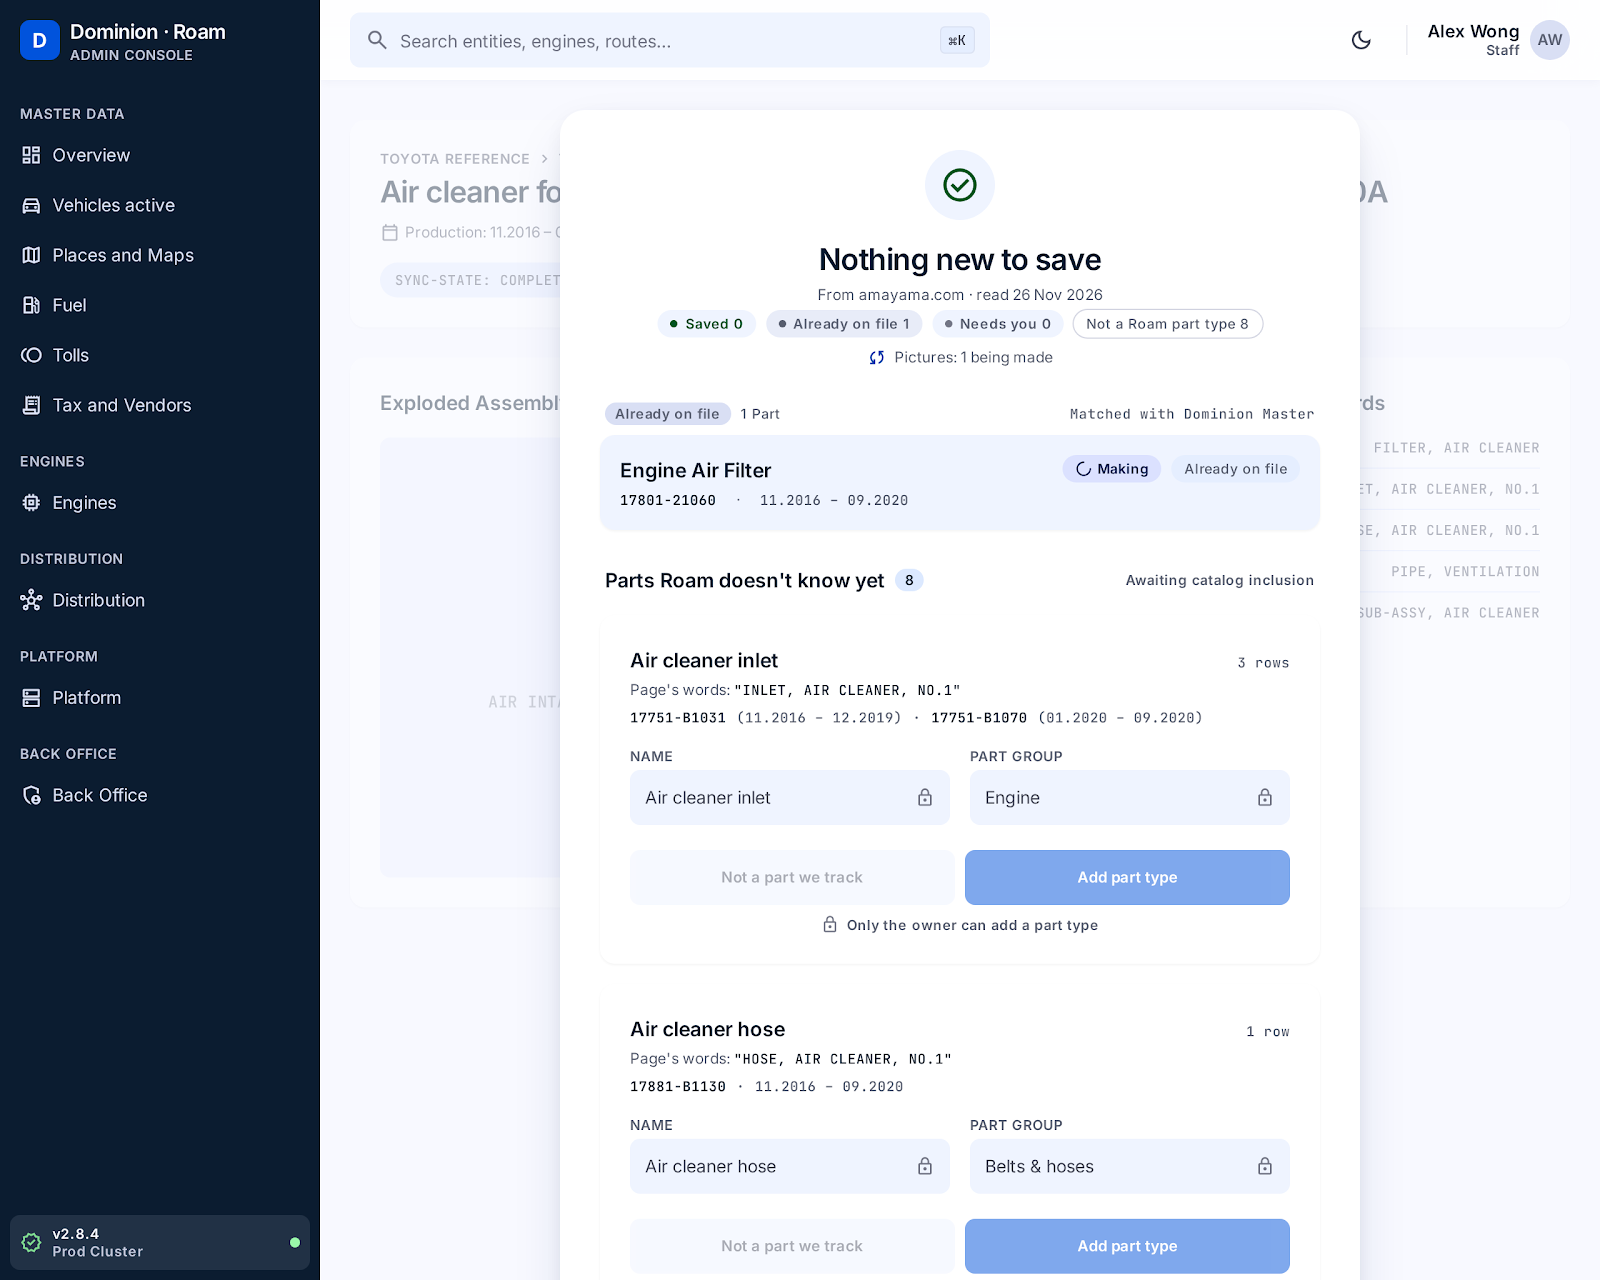 D
Dominion · Roam
ADMIN CONSOLE
MASTER DATA
Overview
Vehicles active
Places and Maps
Fuel
Tolls
Tax and Vendors
ENGINES
Engines
DISTRIBUTION
Distribution
PLATFORM
Platform
BACK OFFICE
Back Office
v2.8.4
Prod Cluster
Search entities, engines, routes...
⌘K
Alex Wong
Staff
AW
TOYOTA REFERENCE >
Air cleaner fo
Production: 11.2016 –
SYNC-STATE: COMPLET
Exploded Assembl
AIR INT
FILTER, AIR CLEANER
ET, AIR CLEANER, NO.1
SE, AIR CLEANER, NO.1
PIPE, VENTILATION
SUB-ASSY, AIR CLEANER
Nothing new to save
From amayama.com · read 26 Nov 2026
Saved 0
Already on file 1
Needs you 0
Not a Roam part type 8
Pictures: 1 being made
Already on file
1 Part
Matched with Dominion Master
Engine Air Filter
Making
Already on file
17801-21060 · 11.2016 – 09.2020
Parts Roam doesn't know yet
8
Awaiting catalog inclusion
Air cleaner inlet
3 rows
Page's words: "INLET, AIR CLEANER, NO.1"
17751-B1031 (11.2016 – 12.2019) · 17751-B1070 (01.2020 – 09.2020)
NAME
PART GROUP
Air cleaner inlet
Engine
Not a part we track
Add part type
Only the owner can add a part type
Air cleaner hose
1 row
Page's words: "HOSE, AIR CLEANER, NO.1"
17881-B1130 · 11.2016 – 09.2020
NAME
PART GROUP
Air cleaner hose
Belts & hoses
Not a part we track
Add part type